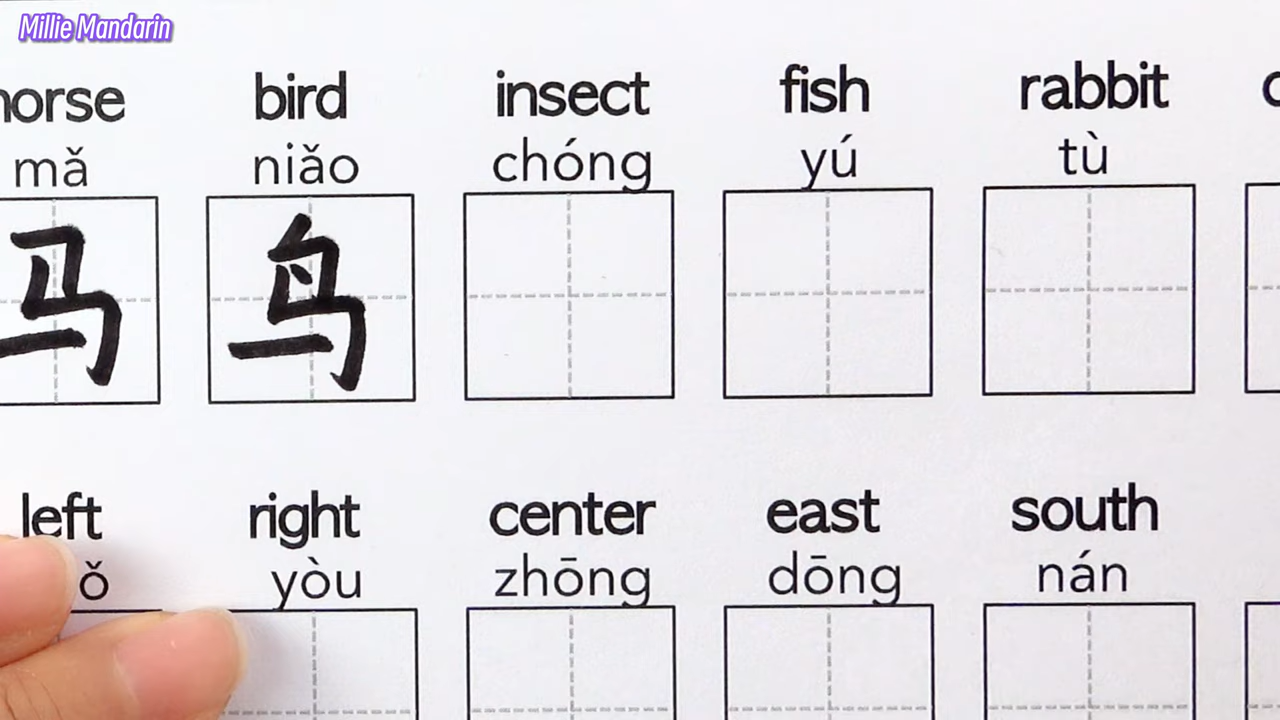 Millie Mandarin
horse bird insect fish rabbit
mǎ niǎo chóng yú tù
马 鸟
left right center east south
yòu zhōng dōng nán